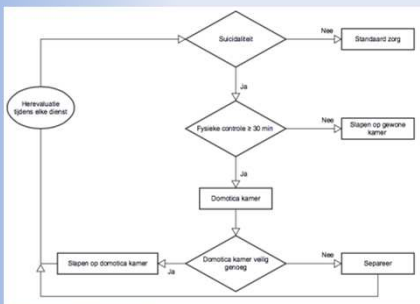 Suicidaliteit
Nee
Standaard zorg
Ja
Herevaluatie
tijdens elke dienst
Fysieke controle ≥ 30 min
Nee
Slapen op gewone
kamer
Ja
Domotica kamer
Slapen op domotica kamer
Ja
Domotica kamer veilig
genoeg
Nee
Separeer